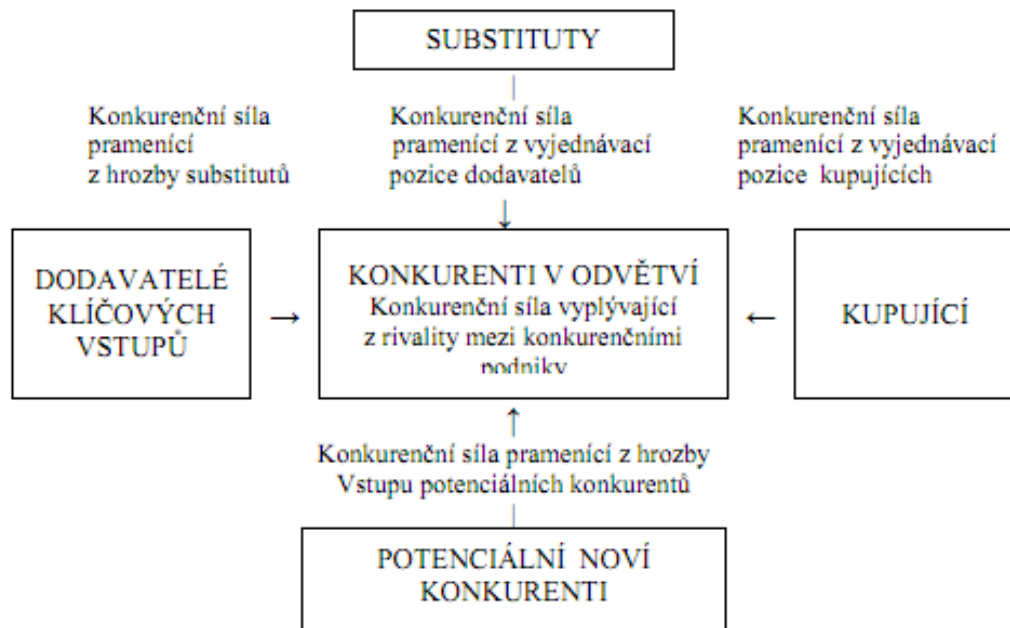 SUBSTITUTY
Konkurenční síla
pramenící
z hrozby substitutů
Konkurenční síla
pramenící z vyjednávací
pozice dodavatelů
Konkurenční síla
pramenící z vyjednávací
pozice kupujících
DODAVATELÉ
KLÍČOVÝCH
VSTUPŮ
KONKURENTI V ODVĚTVÍ
Konkurenční síla vyplývající
z rivality mezi konkurenčními
podniky
KUPUJÍCÍ
Konkurenční síla pramenící z hrozby
Vstupu potenciálních konkurentů
POTENCIÁLNÍ NOVÍ
KONKURENTI